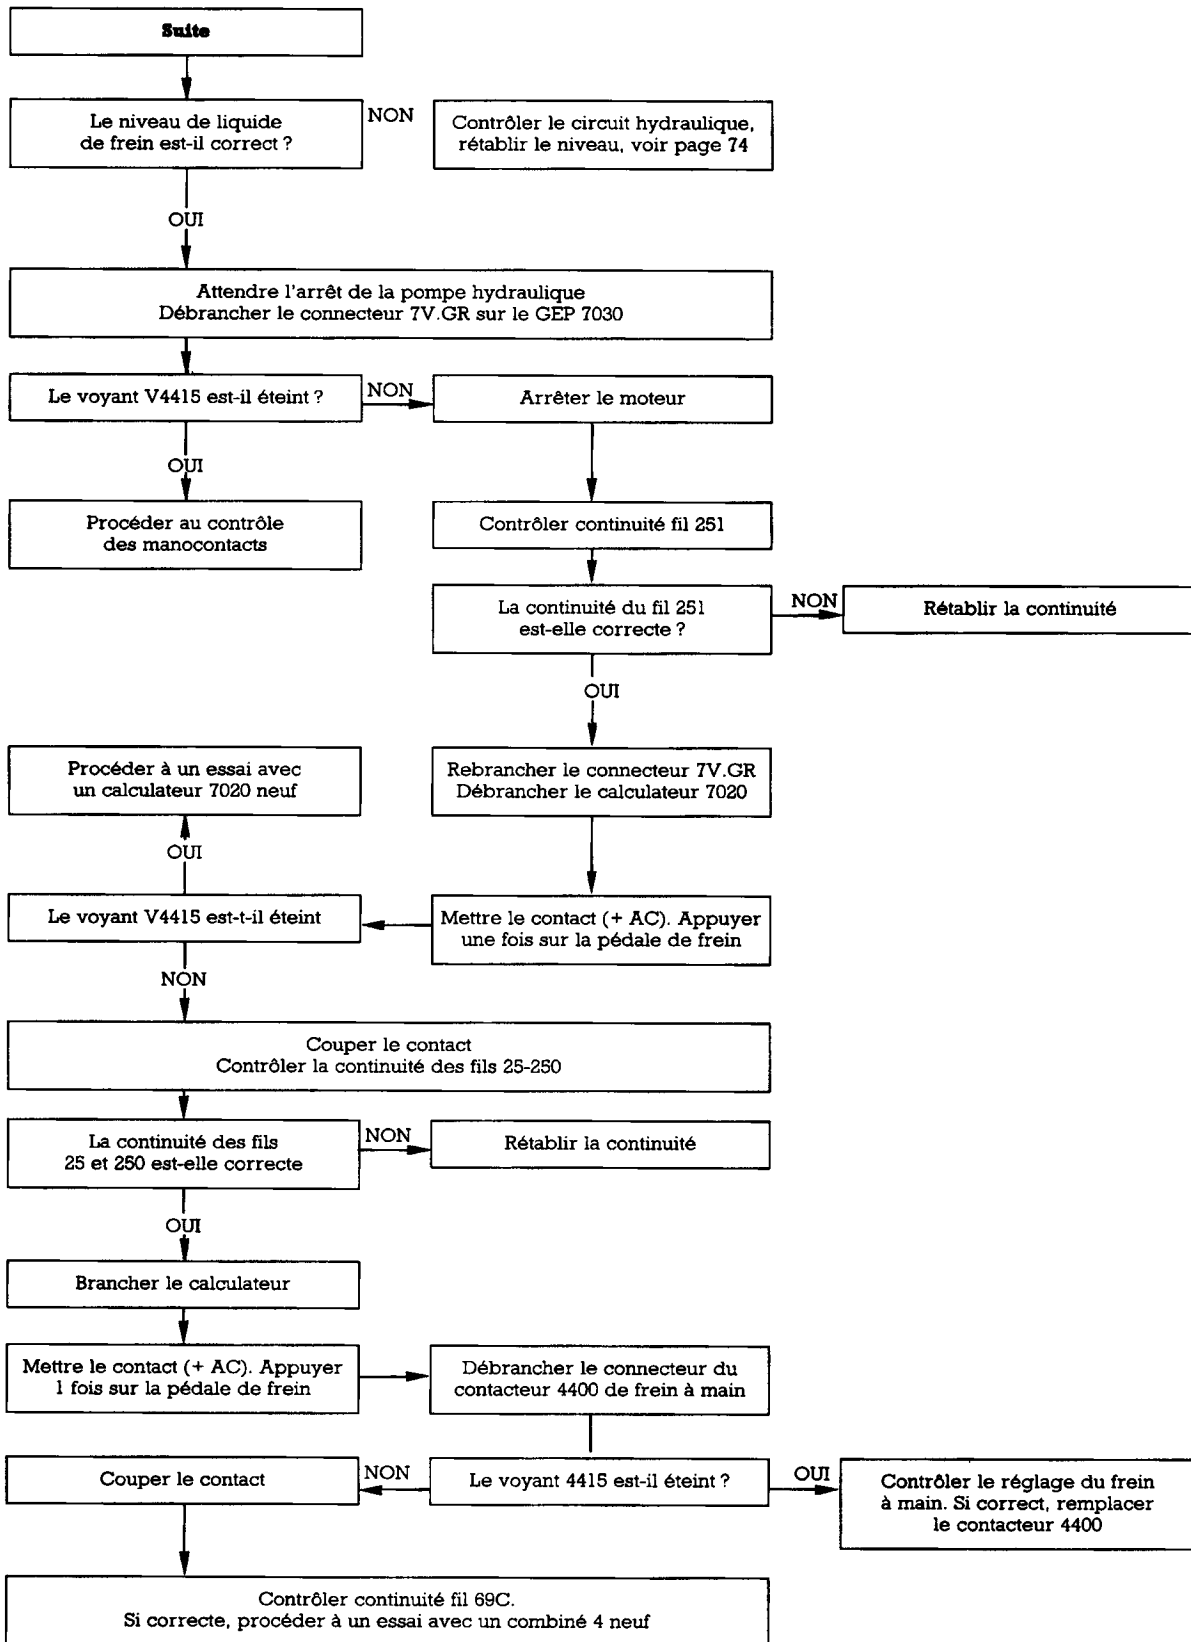 Suite
Le niveau de liquide
de frein est-il correct ?
NON
Contrôler le circuit hydraulique,
rétablir le niveau, voir page 74
OUI
Attendre l'arrêt de la pompe hydraulique
Débrancher le connecteur 7V.GR sur le GEP 7030
Le voyant V4415 est-il éteint ?
NON
Arrêter le moteur
OUI
Procéder au contrôle
des manocontacts
Contrôler continuité fil 251
La continuité du fil 251
est-elle correcte ?
NON
Rétablir la continuité
OUI
Procéder à un essai avec
un calculateur 7020 neuf
Rebrancher le connecteur 7V.GR
Débrancher le calculateur 7020
OUI
Le voyant V4415 est-t-il éteint
Mettre le contact (+ AC). Appuyer
une fois sur la pédale de frein
NON
Couper le contact
Contrôler la continuité des fils 25-250
La continuité des fils
25 et 250 est-elle correcte
NON
Rétablir la continuité
OUI
Brancher le calculateur
Mettre le contact (+ AC). Appuyer
1 fois sur la pédale de frein
Débrancher le connecteur du
contacteur 4400 de frein à main
Couper le contact
NON
Le voyant 4415 est-il éteint ?
OUI
Contrôler le réglage du frein
à main. Si correct, remplacer
le contacteur 4400
Contrôler continuité fil 69C.
Si correcte, procéder à un essai avec un combiné 4 neuf